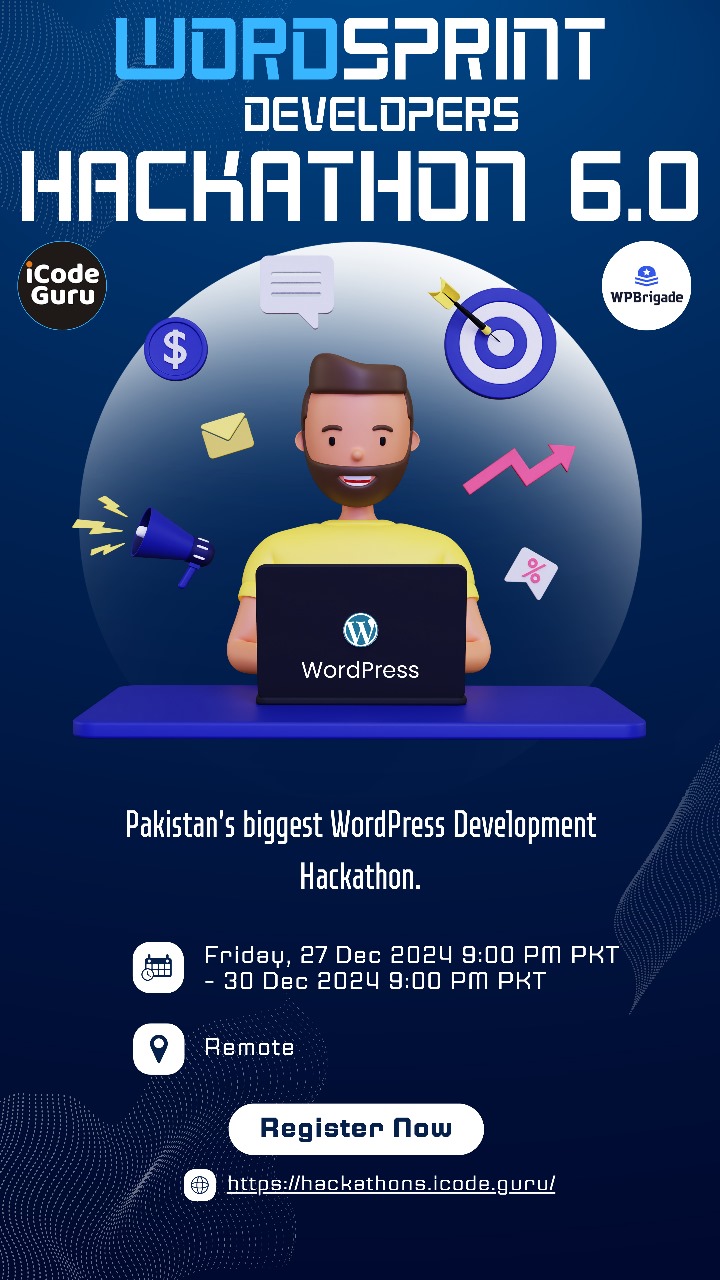 WORDSPRINT
DEVELOPERS
HACKATHON 6.0
iCode
Guru
WPBrigade
$
%
W
WordPress
Pakistan's biggest WordPress Development
Hackathon.
Friday, 27 Dec 2024 9:00 PM PKT
- 30 Dec 2024 9:00 PM PKT
Remote
Register Now
https://hackathons.icode.guru/